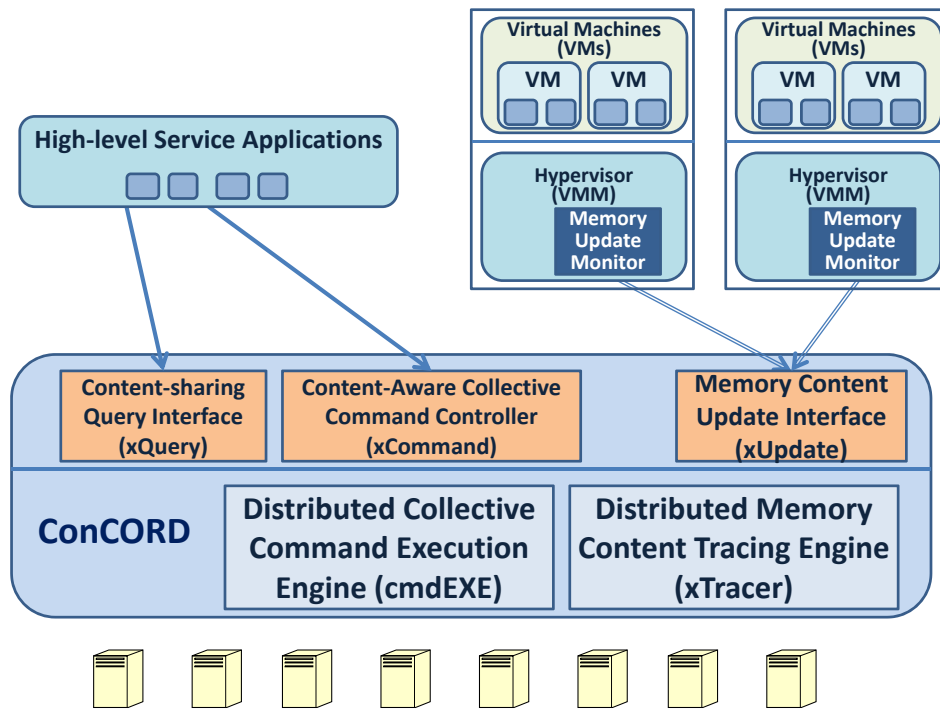 Virtual Machines
(VMs)
VM
VM
Virtual Machines
(VMs)
VM
VM
High-level Service Applications
Hypervisor
(VMM)
Memory
Update
Monitor
Hypervisor
(VMM)
Memory
Update
Monitor
Content-sharing
Query Interface
(xQuery)
Content-Aware Collective
Command Controller
(xCommand)
Memory Content
Update Interface
(xUpdate)
ConCORD
Distributed Collective
Command Execution
Engine (cmdEXE)
Distributed Memory
Content Tracing Engine
(xTracer)